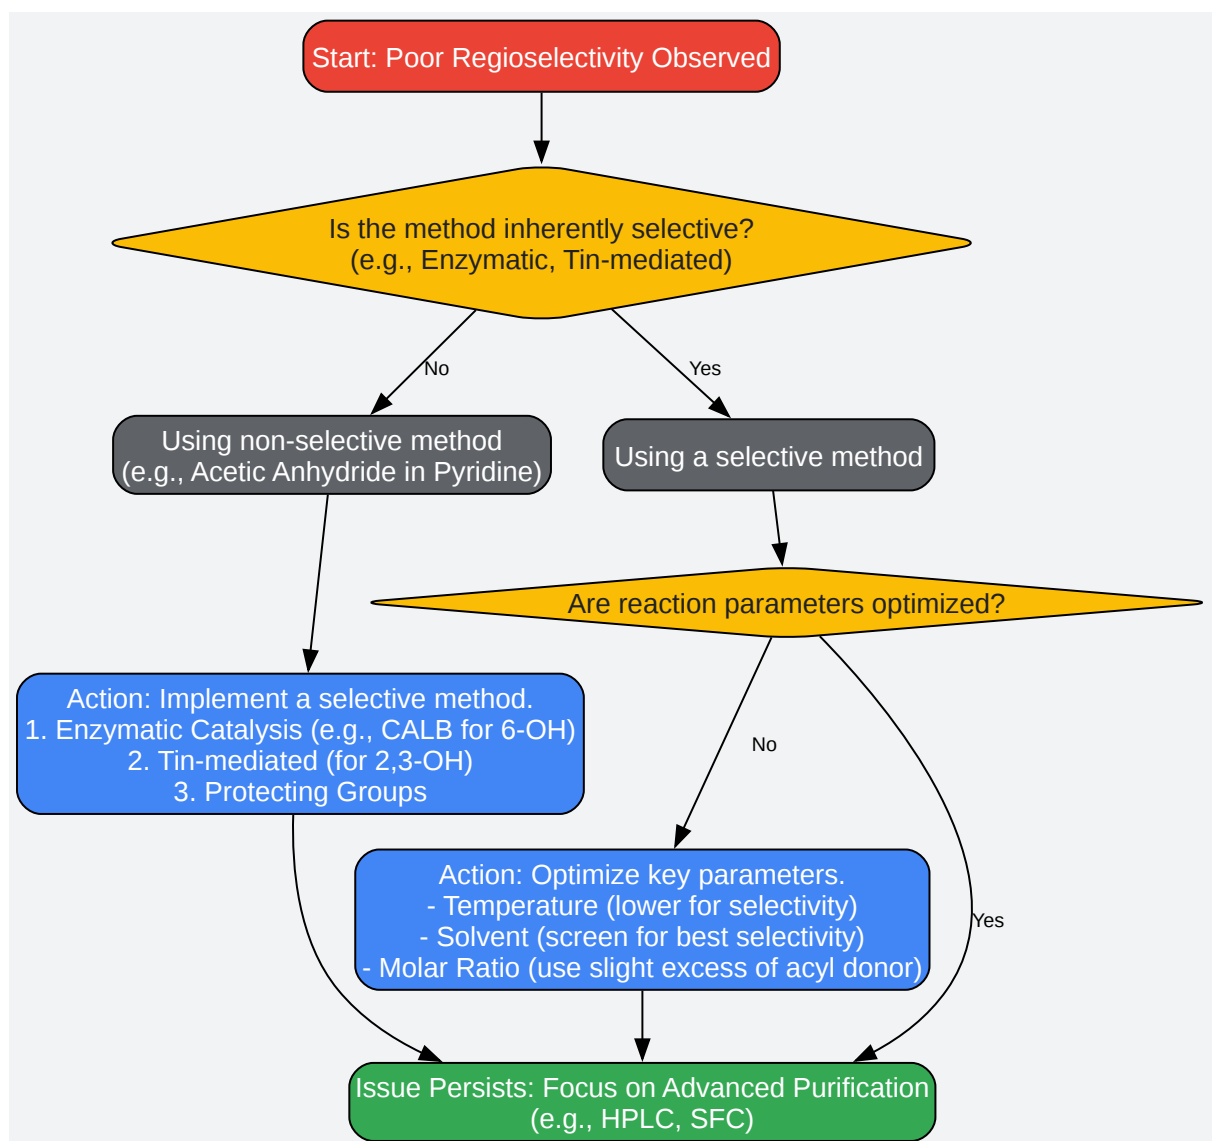 Start: Poor Regioselectivity Observed
Is the method inherently selective?
(e.g., Enzymatic, Tin-mediated)
No
Yes
Using non-selective method
(e.g., Acetic Anhydride in Pyridine)
Using a selective method
Are reaction parameters optimized?
Action: Implement a selective method.
1. Enzymatic Catalysis (e.g., CALB for 6-OH)
2. Tin-mediated (for 2,3-OH)
3. Protecting Groups
No
Action: Optimize key parameters.
- Temperature (lower for selectivity)
- Solvent (screen for best selectivity)
- Molar Ratio (use slight excess of acyl donor)
Yes
Issue Persists: Focus on Advanced Purification
(e.g., HPLC, SFC)